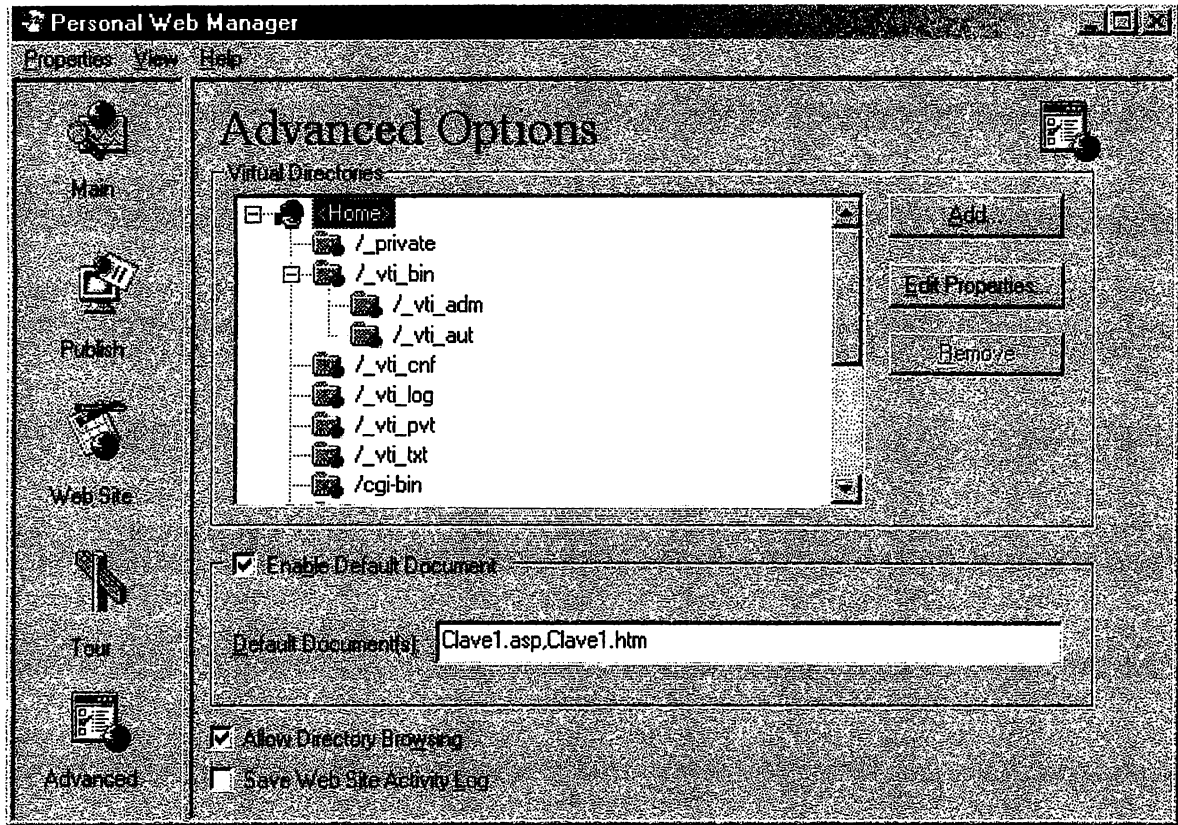 Personal Web Manager
Properties View Help
Main
Publish
Web Site
Tour
Advanced
Advanced Options
Virtual Directories
<Home>
/_private
/_vti_bin
/_vti_adm
/_vti_aut
/_vti_cnf
/_vti_log
/_vti_pvt
/_vti_txt
/cgi-bin
Add...
Edit Properties...
Remove
Enable Default Document
Default Document(s): Clave1.asp,Clave1.htm
Allow Directory Browsing
Save Web Site Activity Log